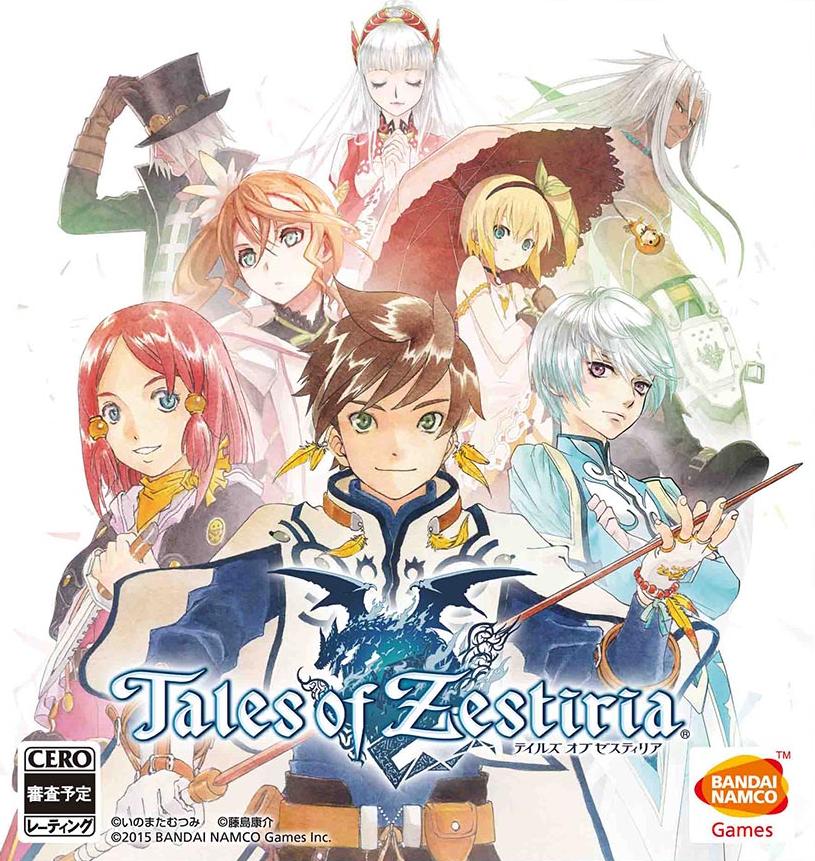 Tales of Zestiria®
テイルズ オブ ゼスティリア
CERO
審査予定
レーティング
©いのまたむつみ ©藤島康介
©2015 BANDAI NAMCO Games Inc.
BANDAI
NAMCO
Games
TM